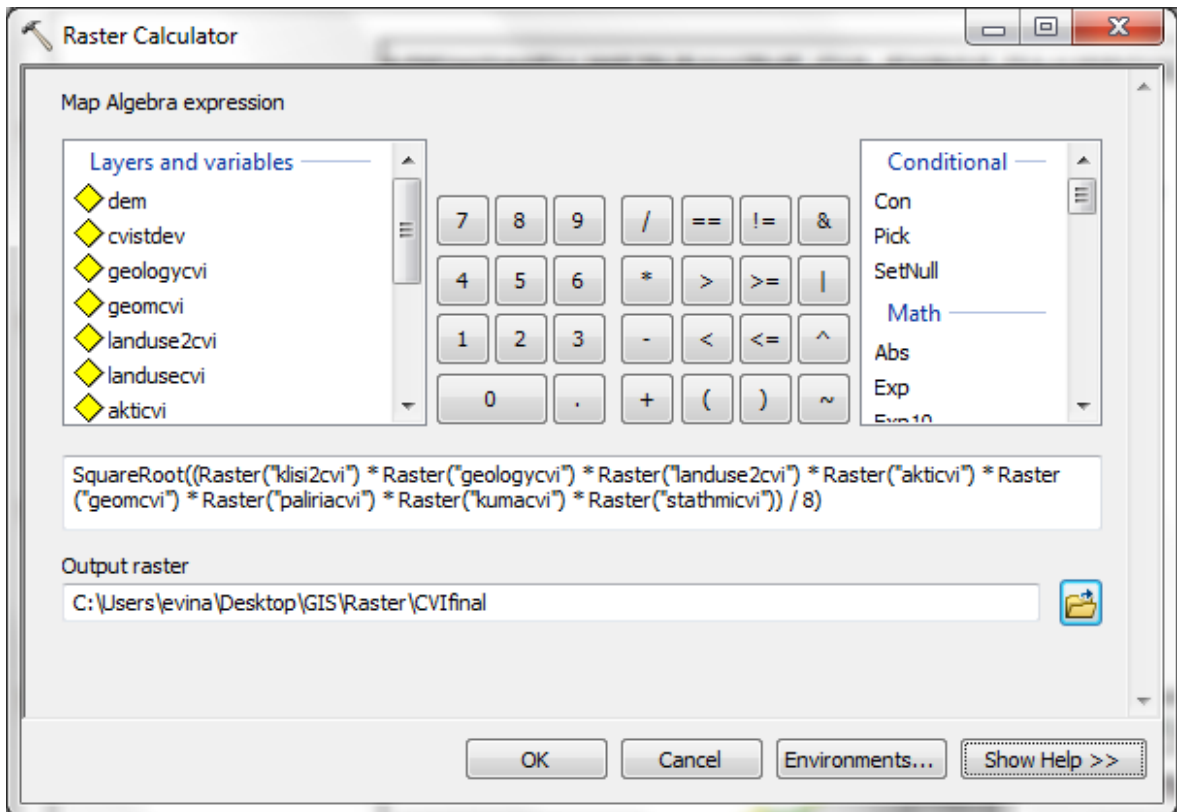 Raster Calculator
Map Algebra expression
Layers and variables
dem
cvistdev
geologycvi
geomcvi
landuse2cvi
landusecvi
akticvi
7 8 9 / == != &
4 5 6 * > >= |
1 2 3 - < <= ^
0 . + ( ) ~
Conditional
Con
Pick
SetNull
Math
Abs
Exp
Exp10
SquareRoot((Raster("klisi2cvi") * Raster("geologycvi") * Raster("landuse2cvi") * Raster("akticvi") * Raster
("geomcvi") * Raster("paliriacvi") * Raster("kumacvi") * Raster("stathmicvi")) / 8)
Output raster
C:\Users\evina\Desktop\GIS\Raster\CVIfinal
OK Cancel Environments... Show Help >>